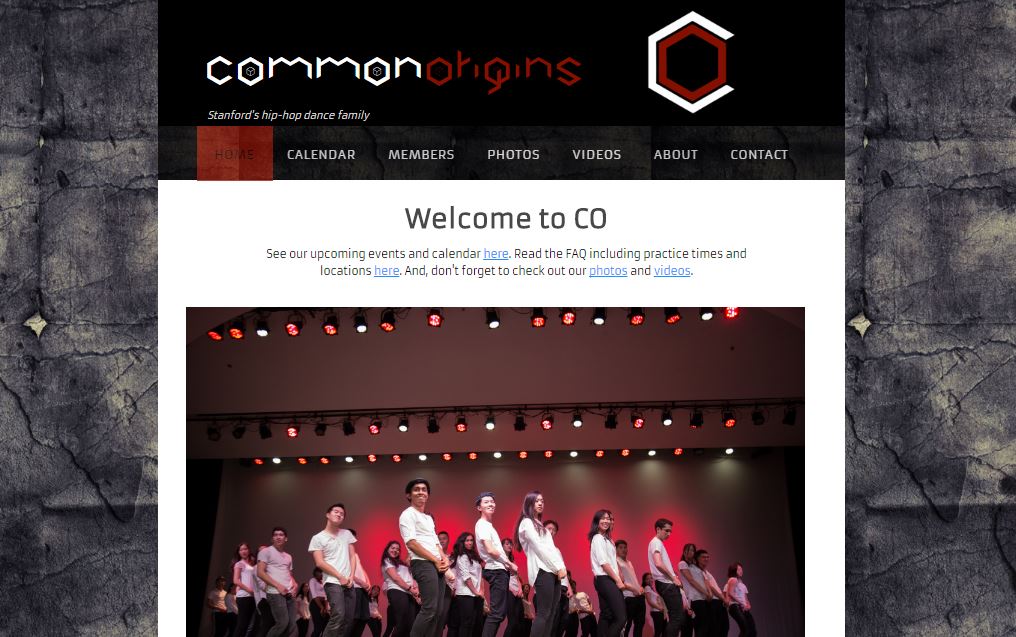 commonorigins
Stanford's hip-hop dance family
HOME CALENDAR MEMBERS PHOTOS VIDEOS ABOUT CONTACT
Welcome to CO
See our upcoming events and calendar here. Read the FAQ including practice times and
locations here. And, don't forget to check out our photos and videos.